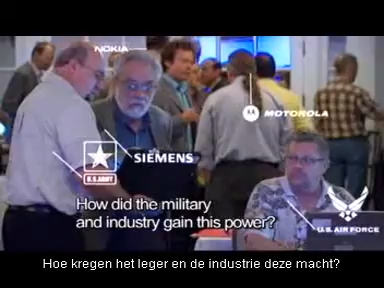 NOKIA
MOTOROLA
SIEMENS
U.S. ARMY
How did the military
and industry gain this power?
U.S. AIR FORCE
Hoe kregen het leger en de industrie deze macht?